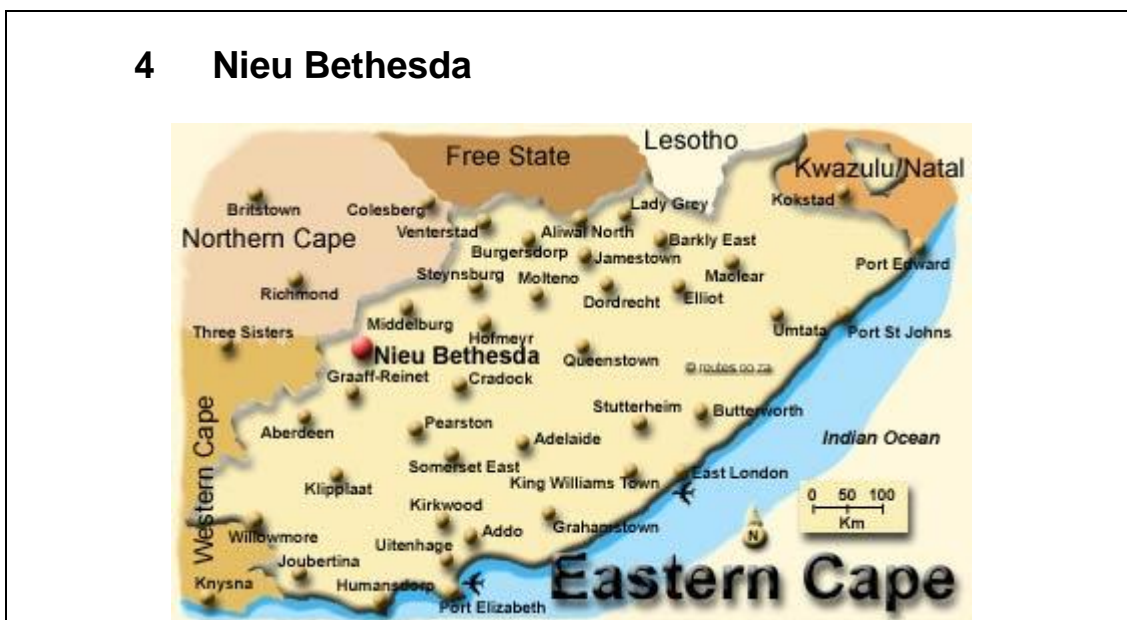 4 Nieu Bethesda
Lesotho
Free State
Kwazulu/Natal
Britstown
Colesberg
Lady Grey
Kokstad
Northern Cape
Venterstad
Aliwal North
Burgersdorp
Barkly East
Jamestown
Port Edward
Steynsburg
Molteno
Maclear
Richmond
Dordrecht
Elliot
Middelburg
Three Sisters
Hofmeyr
Umtata
Port St Johns
Nieu Bethesda
Queenstown
© routes.co.za
Graaff-Reinet
Cradock
Stutterheim
Butterworth
Aberdeen
Pearston
Adelaide
Indian Ocean
Western Cape
Somerset East
King Williams Town
East London
Klipplaat
0 50 100
Km
Kirkwood
Grahamstown
Willowmore
Addo
N
Uitenhage
Joubertina
Eastern Cape
Knysna
Humansdorp
Port Elizabeth